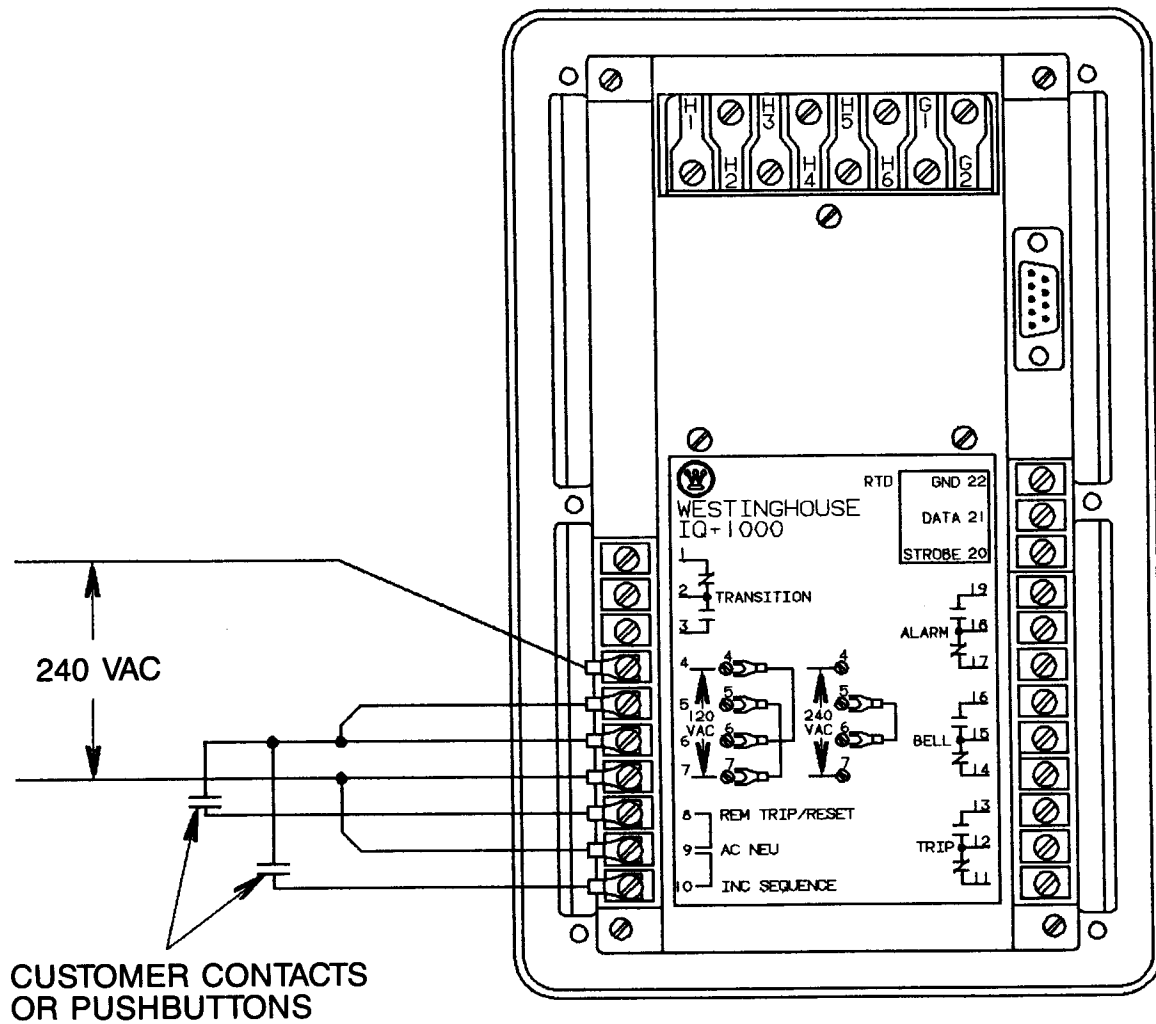 H1 H2 H3 H4 H5 H6 G1 G2
W
WESTINGHOUSE
IQ-1000
RTD
GND 22
DATA 21
STROBE 20
1
2 TRANSITION
3
19
ALARM 18
17
4
5
6
7
4
5
120
VAC
6
7
4
5
240
VAC
6
7
16
BELL 15
14
8 REM TRIP/RESET
9 AC NEU
10 INC SEQUENCE
13
TRIP 12
11
240 VAC
CUSTOMER CONTACTS
OR PUSHBUTTONS